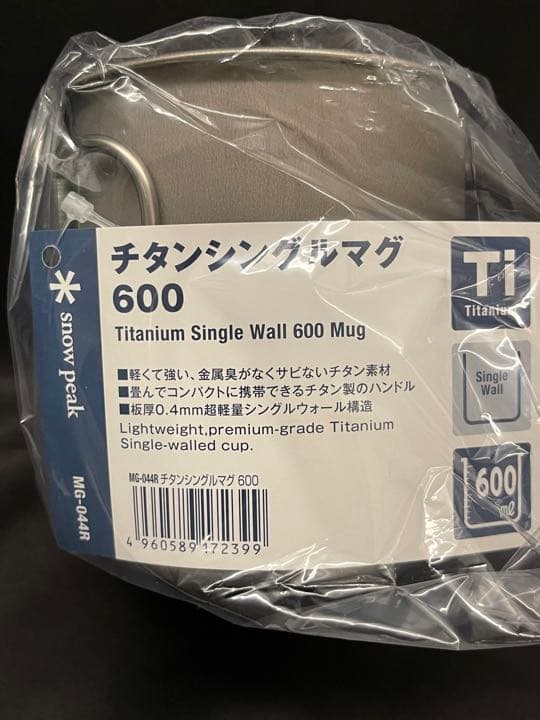 チタンシングルマグ
600
Titanium Single Wall 600 Mug
■軽くて強い、金属臭がなくサビないチタン素材
■畳んでコンパクトに携帯できるチタン製のハンドル
■板厚0.4mm超軽量シングルウォール構造
Lightweight,premium-grade Titanium
Single-walled cup.
MG-044R チタンシングルマグ 600
4 960589 172399
snow peak
MG-044R
Ti
Titanium
Single
Wall
600
ml